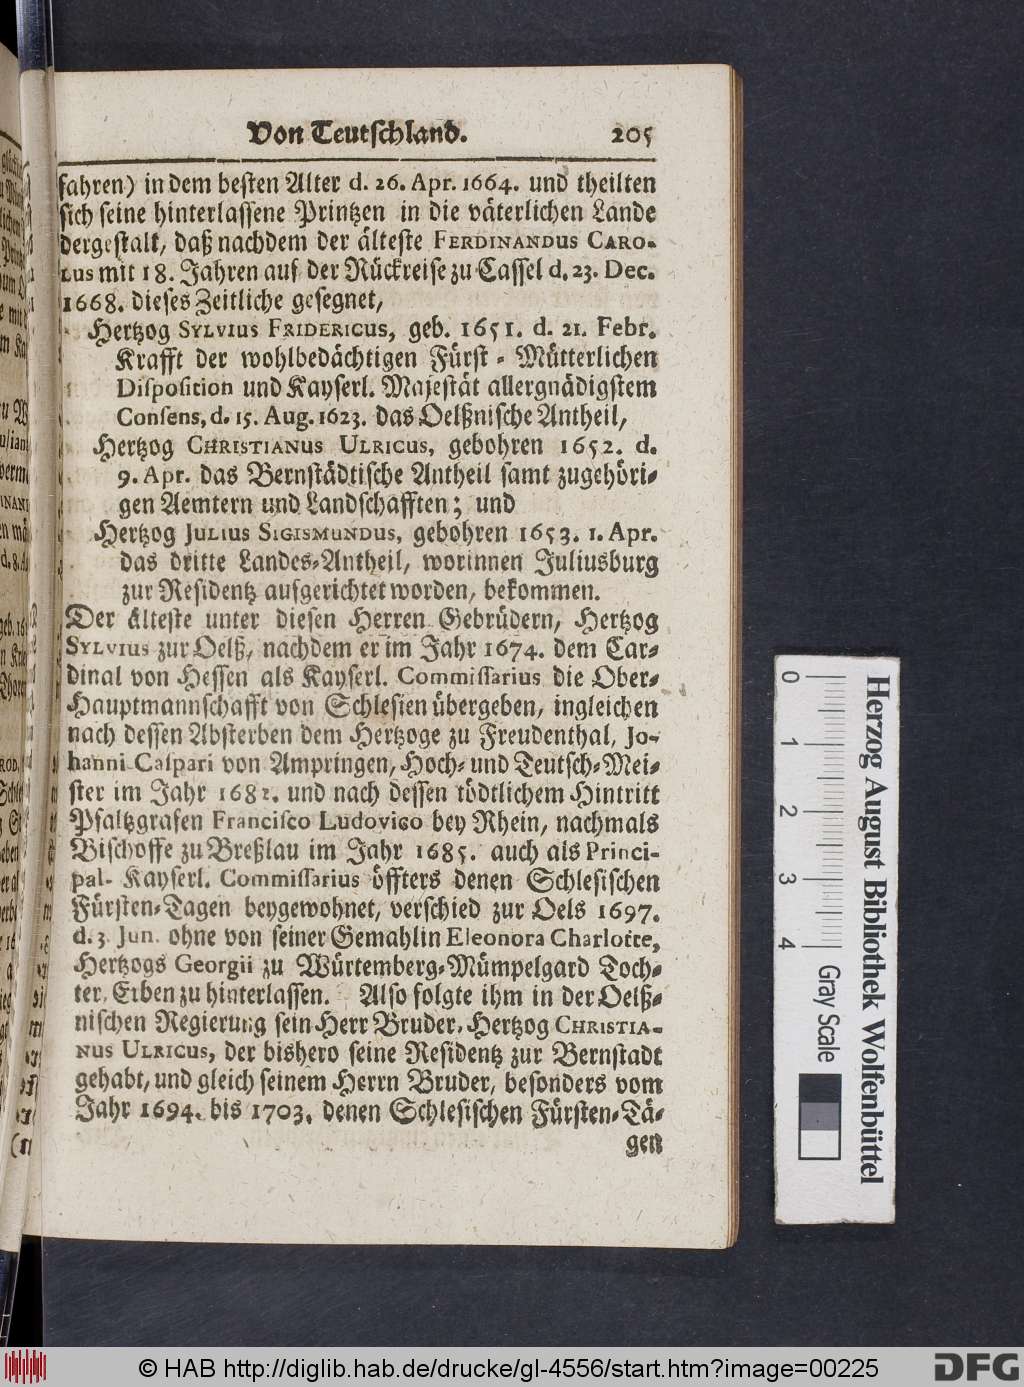 Von Teutschland. 205
fahren) in dem besten Alter d. 26. Apr. 1664. und theilten
sich seine hinterlassene Printzen in die väterlichen Lande
dergestalt, daß nachdem der älteste FERDINANDUS CARO-
LUS mit 18. Jahren auf der Rückreise zu Cassel d. 23. Dec.
1668. dieses Zeitliche gesegnet,
Hertzog SYLVIUS FRIDERICUS, geb. 1651. d. 21. Febr.
Krafft der wohlbedächtigen Fürst-Mütterlichen
Disposition und Kayserl. Majestät allergnädigstem
Consens, d. 15. Aug. 1623. das Oelßnische Antheil,
Hertzog CHRISTIANUS ULRICUS, gebohren 1652. d.
9. Apr. das Bernstädtische Antheil samt zugehöri-
gen Aemtern und Landschafften; und
Hertzog JULIUS SIGISMUNDUS, gebohren 1653. 1. Apr.
das dritte Landes-Antheil, worinnen Juliusburg
zur Residentz aufgerichtet worden, bekommen.
Der älteste unter diesen Herren Gebrüdern, Hertzog
SYLVIUS zur Oelß, nachdem er im Jahr 1674. dem Car-
dinal von Hessen als Kayserl. Commissarius die Ober-
Hauptmannschafft von Schlesien übergeben, ingleichen
nach dessen Absterben dem Hertzoge zu Freudenthal, Jo-
hanni Caspari von Ampringen, Hoch- und Teutsch-Mei-
ster im Jahr 1682. und nach dessen tödtlichem Hintritt
Pfaltzgrafen Francisco Ludovico bey Rhein, nachmals
Bischoffe zu Breßlau im Jahr 1685. auch als Princi-
pal- Kayserl. Commissarius öffters denen Schlesischen
Fürsten-Tagen beygewohnet, verschied zur Oels 1697.
d. 3. Jun. ohne von seiner Gemahlin Eleonora Charlotte,
Hertzogs Georgii zu Würtemberg-Mümpelgard Toch-
ter, Erben zu hinterlassen. Also folgte ihm in der Oelß-
nischen Regierung sein Herr Bruder, Hertzog CHRISTIA-
NUS ULRICUS, der bishero seine Residentz zur Bernstadt
gehabt, und gleich seinem Herrn Bruder, besonders vom
Jahr 1694. bis 1703. denen Schlesischen Fürsten-Tä-
gen
Herzog August Bibliothek Wolfenbüttel
0 1 2 3 4 Gray Scale
© HAB http://diglib.hab.de/drucke/gl-4556/start.htm?image=00225
DFG